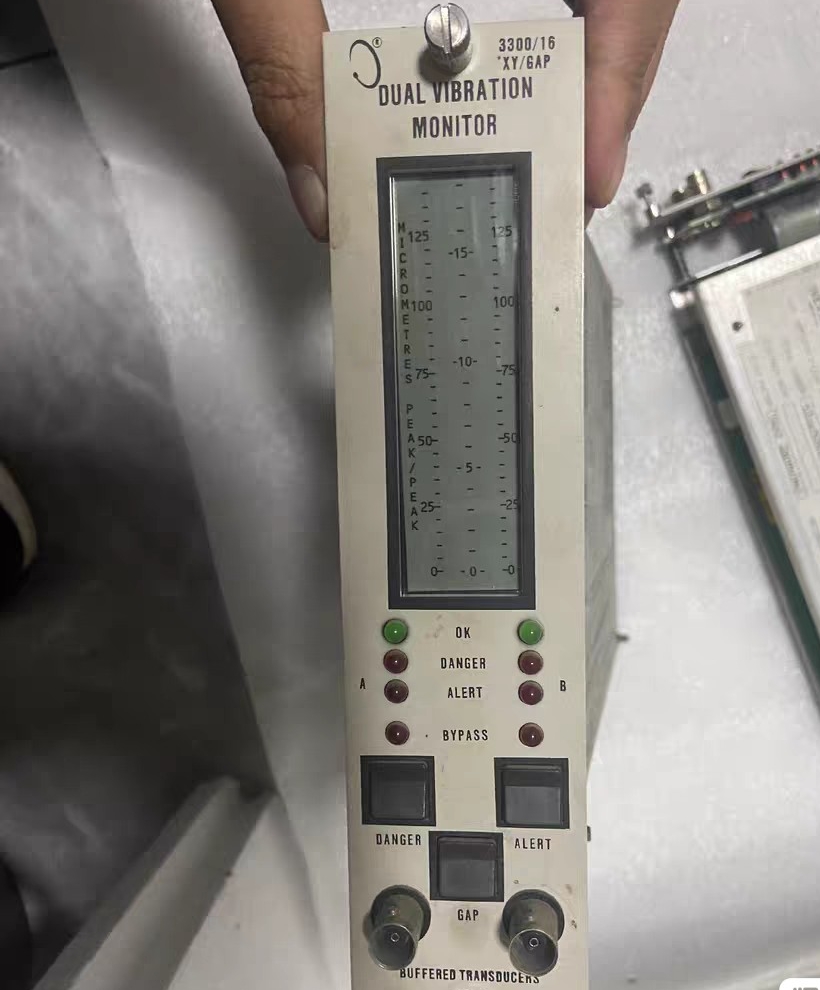 ®
3300/16
XY/GAP
DUAL VIBRATION
MONITOR
MICROMETRES PEAK/PEAK
125 125
-15-
100 100
-10-
75 75
50 50
-5-
25 25
0 -0- 0
OK
DANGER
A ALERT B
BYPASS
DANGER ALERT
GAP
BUFFERED TRANSDUCERS